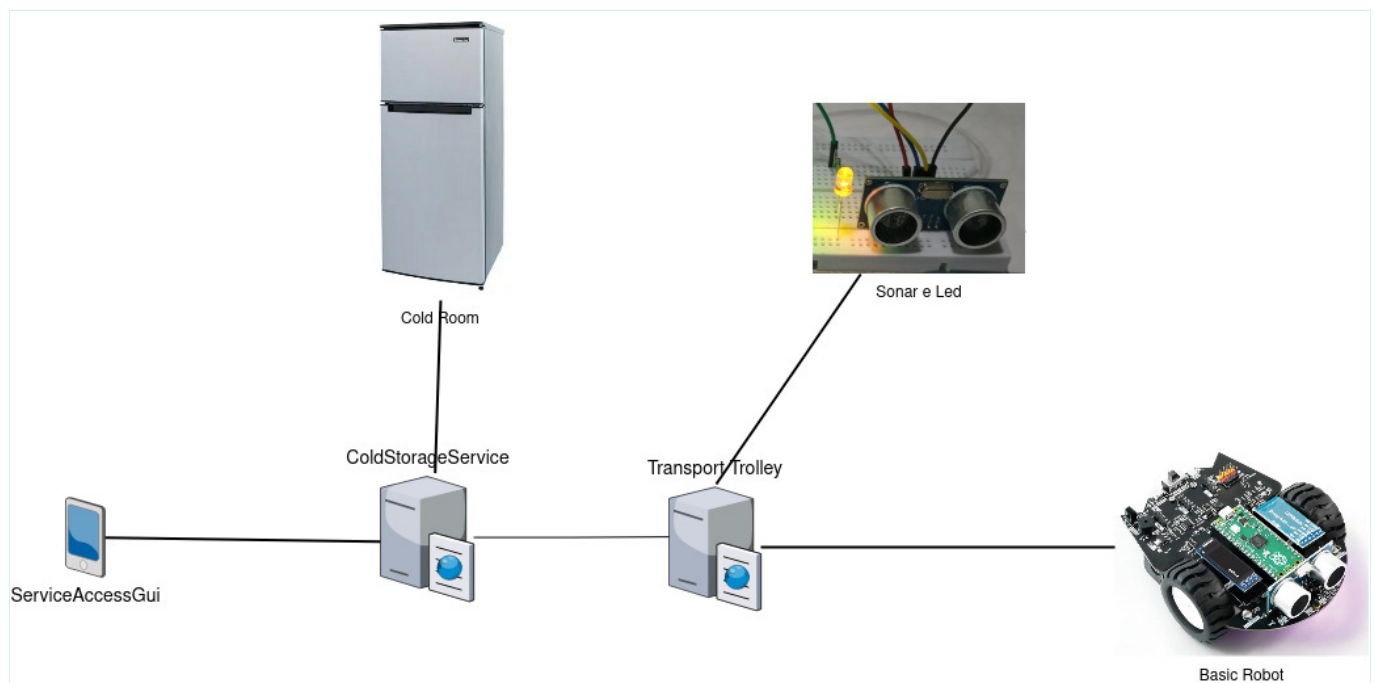 Cold Room
Sonar e Led
ColdStorageService
Transport Trolley
ServiceAccessGui
Basic Robot